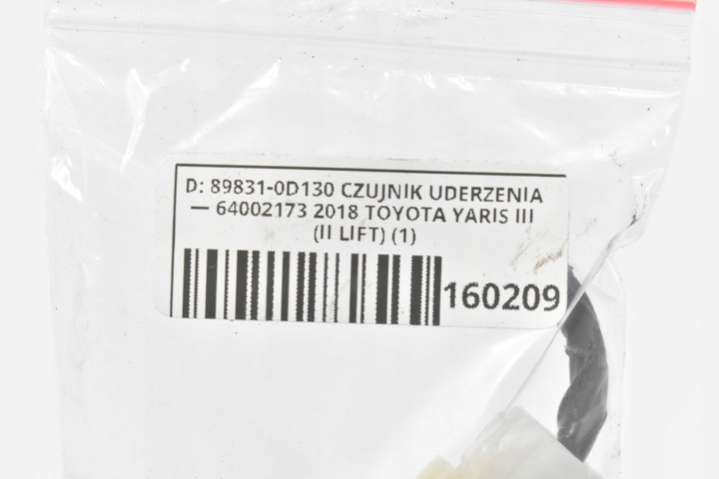 D: 89831-0D130 CZUJNIK UDERZENIA
— 64002173 2018 TOYOTA YARIS III
(II LIFT) (1)
160209